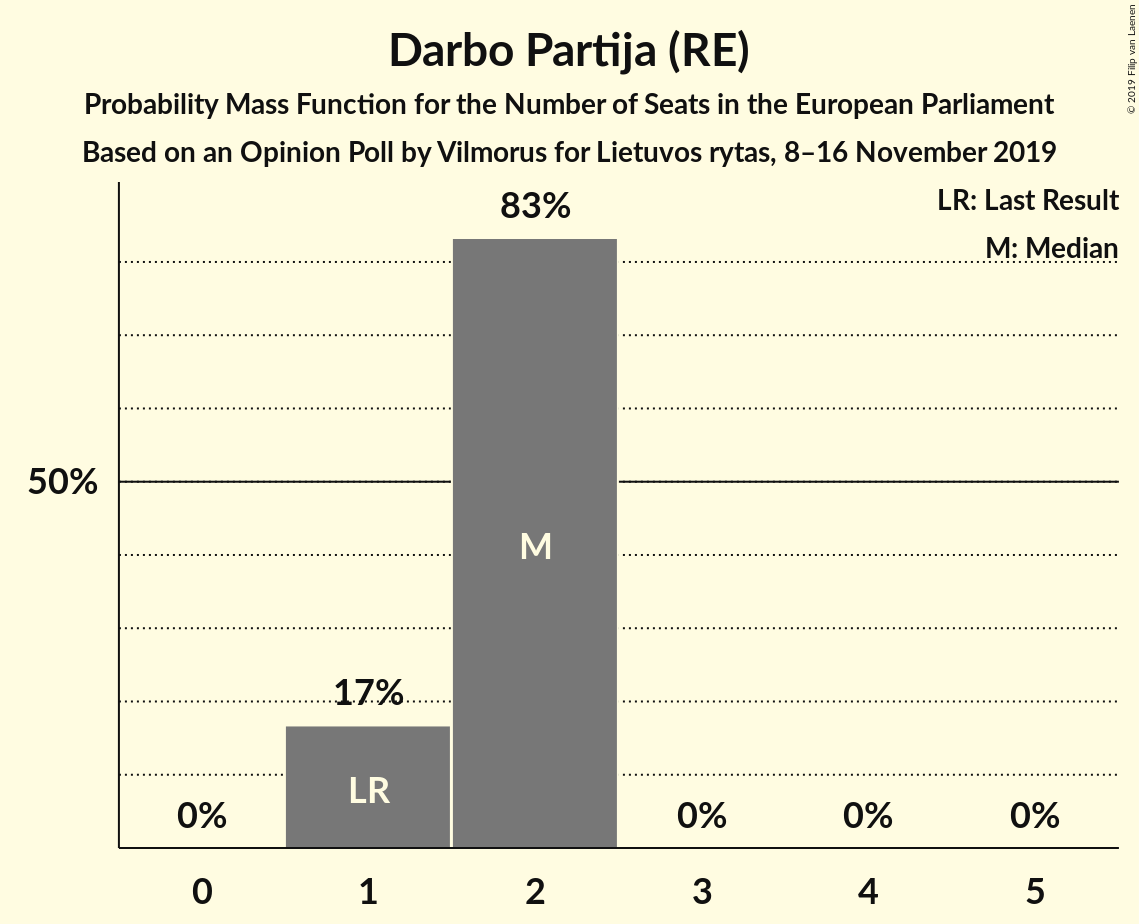 Darbo Partija (RE)
Probability Mass Function for the Number of Seats in the European Parliament
Based on an Opinion Poll by Vilmorus for Lietuvos rytas, 8–16 November 2019
© 2019 Filip van Laenen
LR: Last Result
M: Median
83%
50%
M
17%
LR
0%
0%
0%
0%
0 1 2 3 4 5